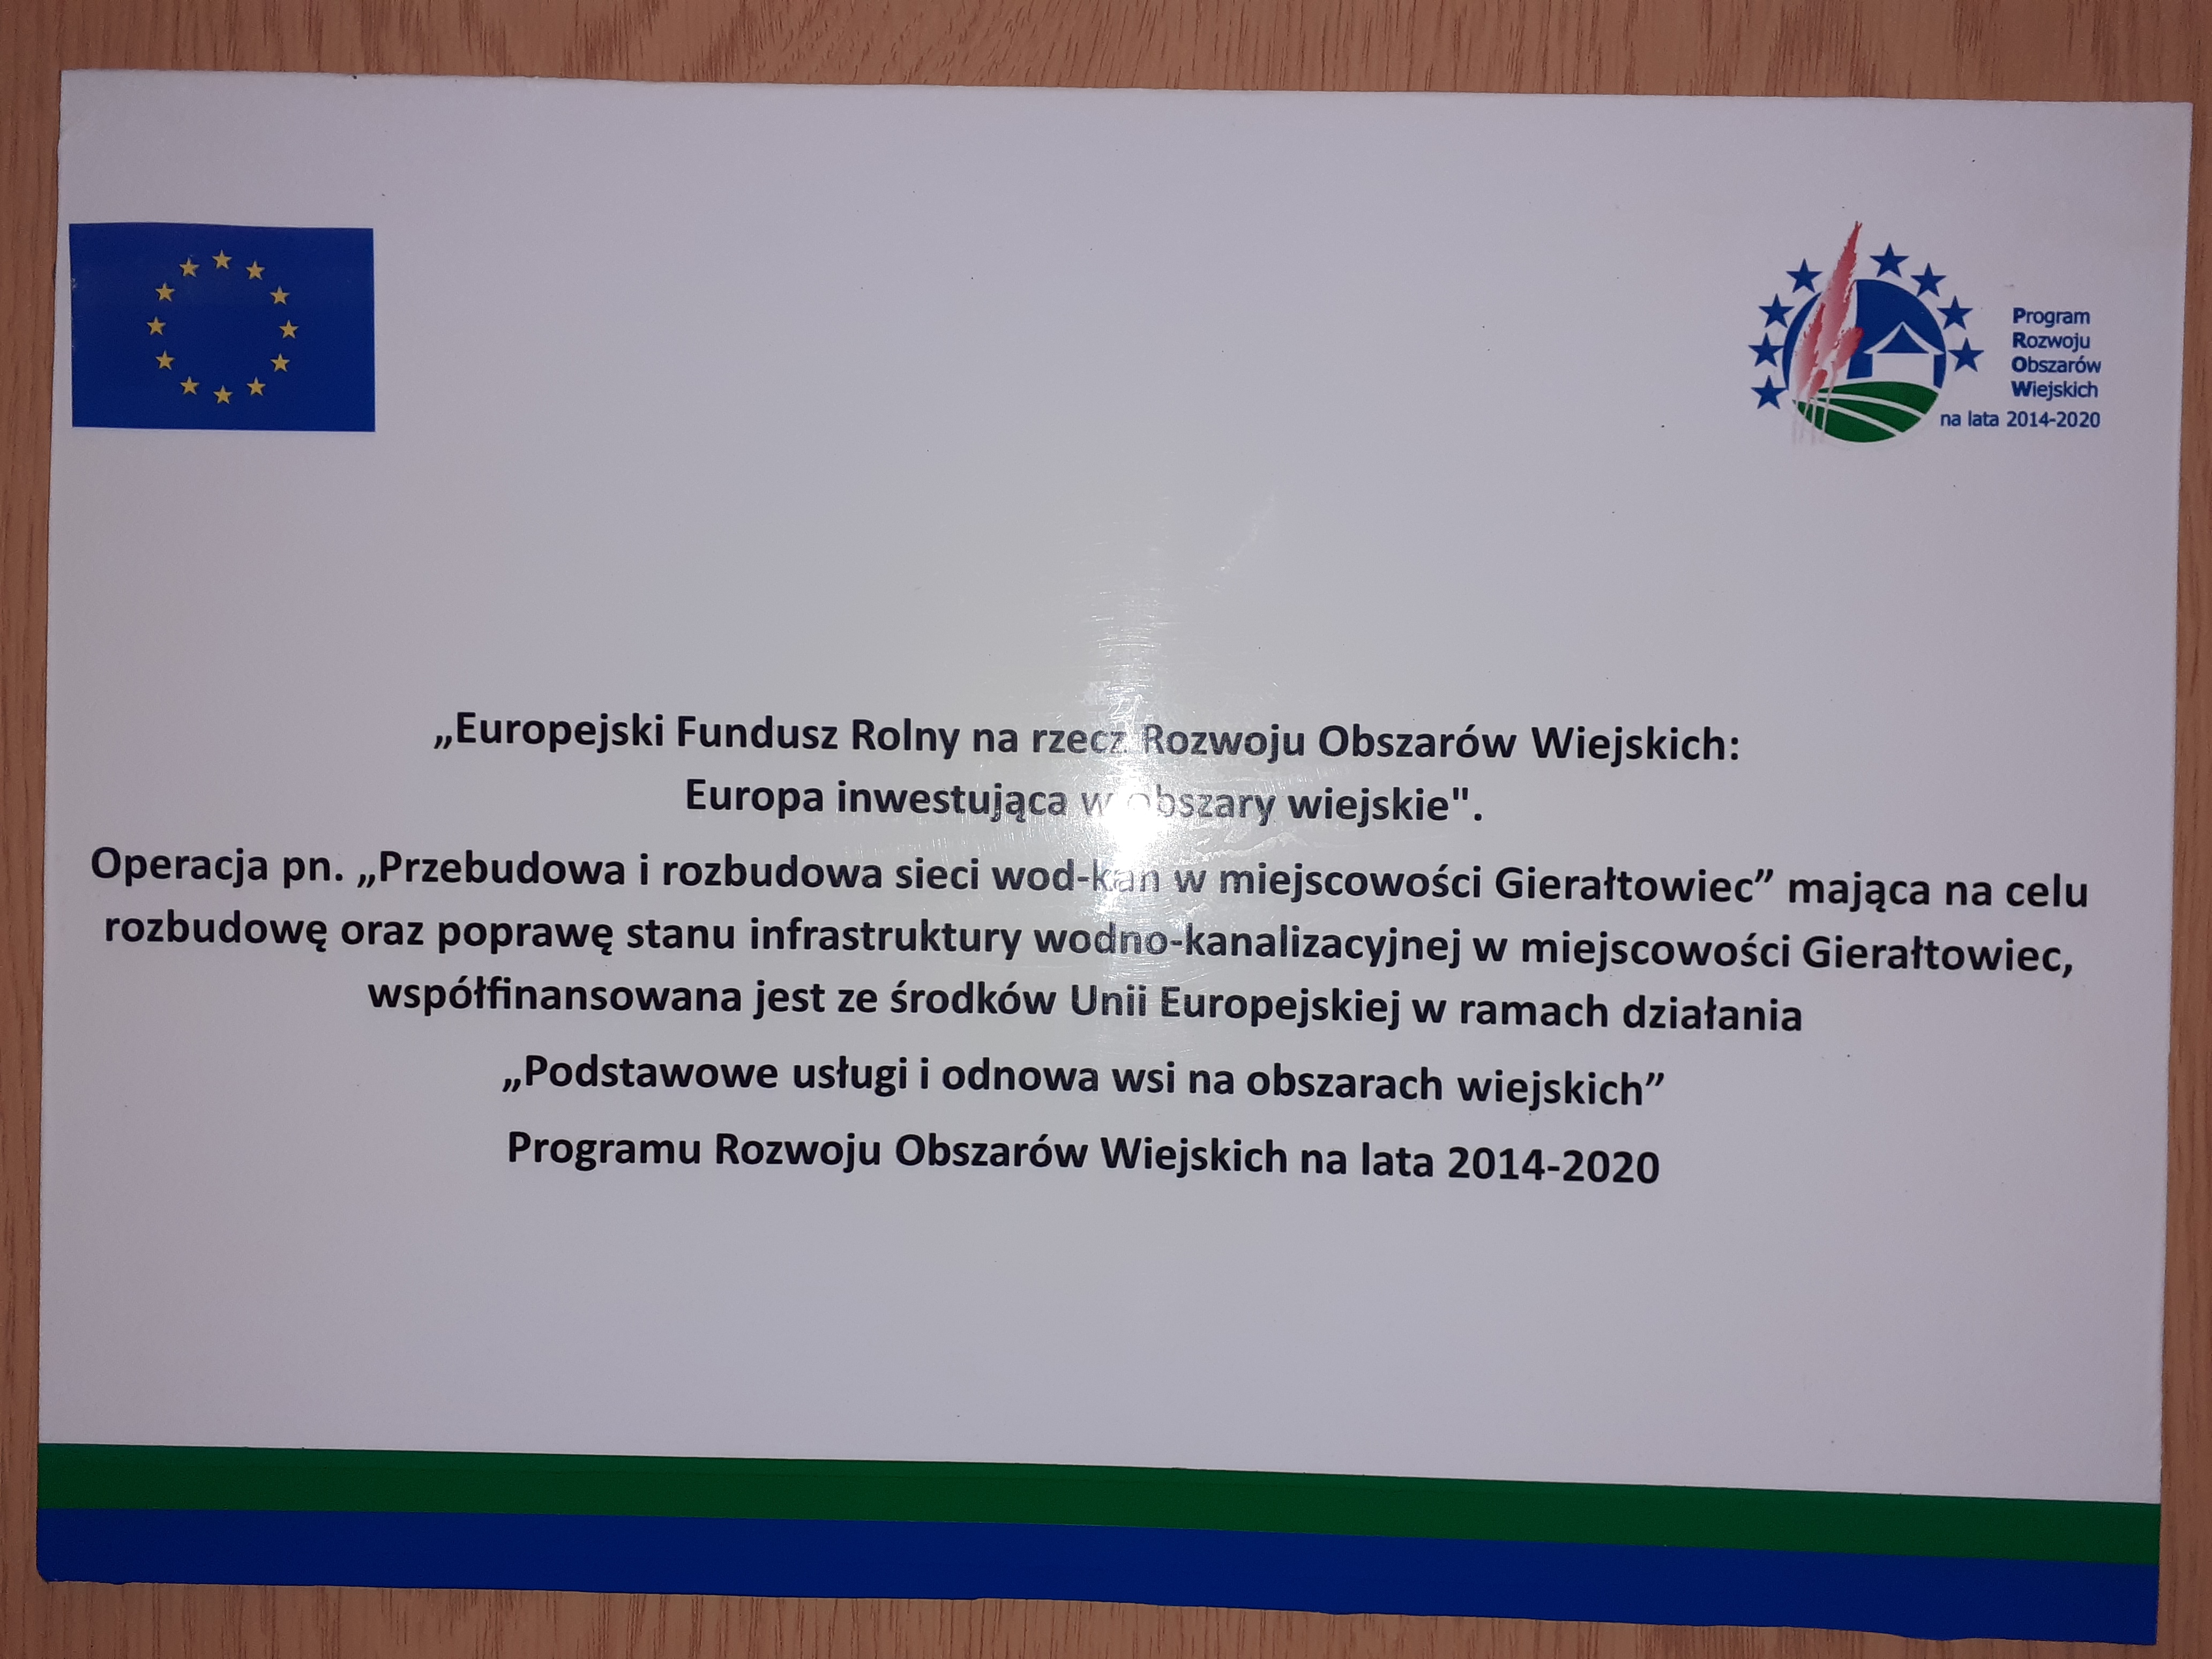 Program
Rozwoju
Obszarów
Wiejskich
na lata 2014-2020
„Europejski Fundusz Rolny na rzecz Rozwoju Obszarów Wiejskich:
Europa inwestująca w obszary wiejskie".
Operacja pn. „Przebudowa i rozbudowa sieci wod-kan w miejscowości Gierałtowiec” mająca na celu
rozbudowę oraz poprawę stanu infrastruktury wodno-kanalizacyjnej w miejscowości Gierałtowiec,
współfinansowana jest ze środków Unii Europejskiej w ramach działania
„Podstawowe usługi i odnowa wsi na obszarach wiejskich”
Programu Rozwoju Obszarów Wiejskich na lata 2014-2020